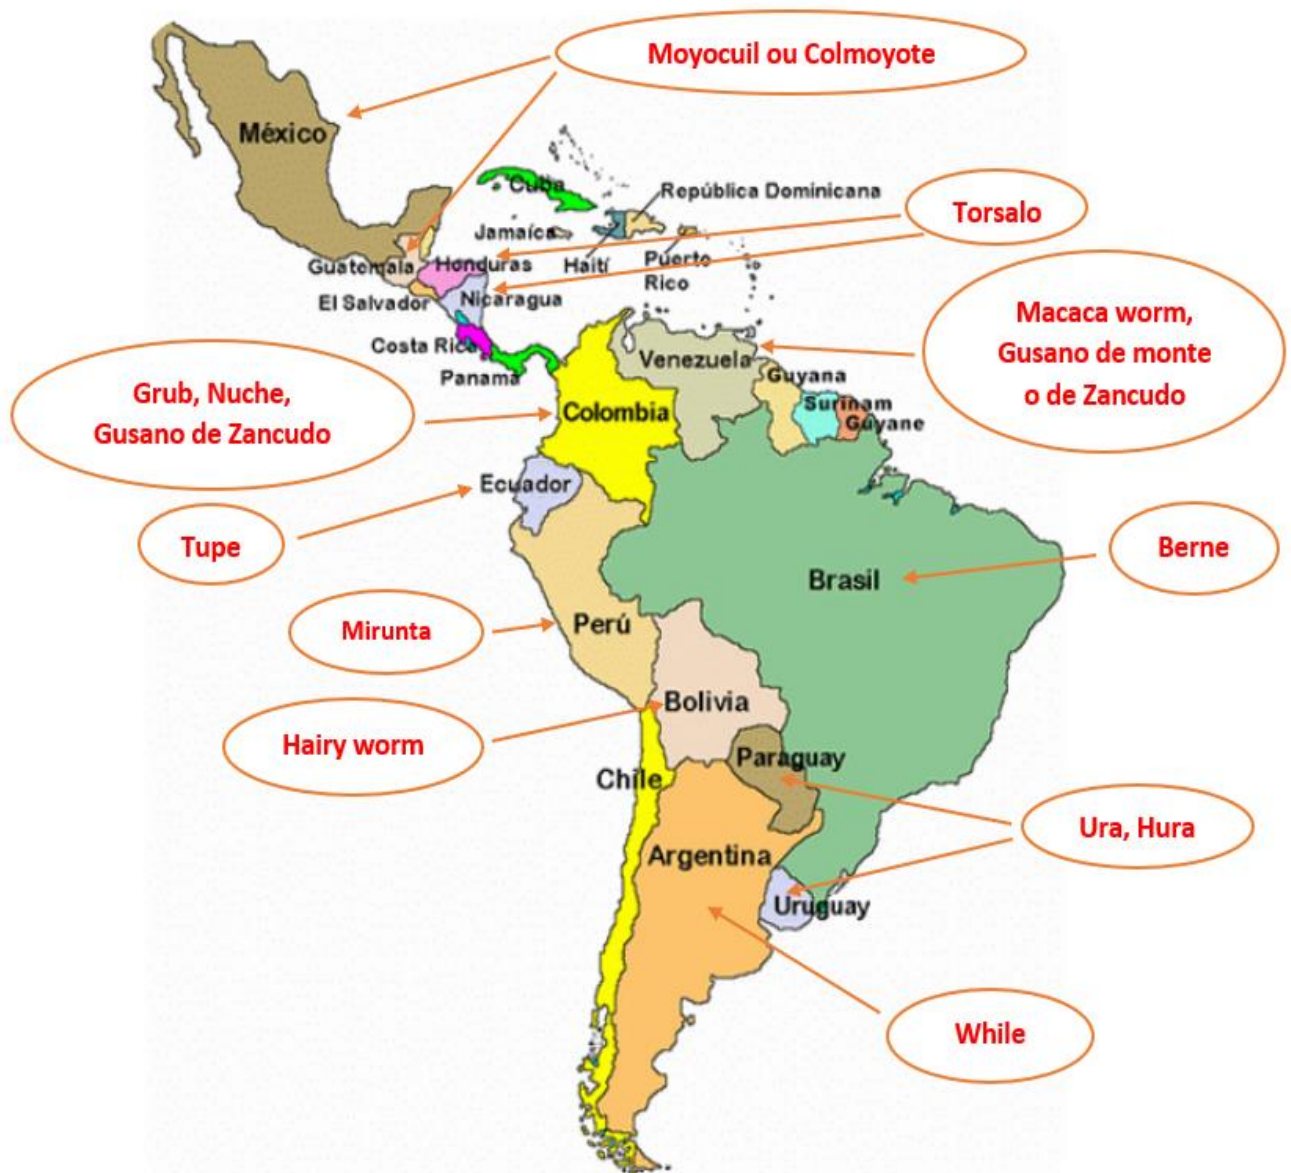 Moyocuil ou Colmoyote
México
Cuba
República Dominicana
Torsalo
Jamaíca
Haití
Puerto
Rico
Guatemala
Honduras
El Salvador
Nicaragua
Costa Rica
Panama
Venezuela
Macaca worm,
Gusano de monte
o de Zancudo
Guyana
Surinam
Guyane
Grub, Nuche,
Gusano de Zancudo
Colombia
Ecuador
Tupe
Berne
Brasil
Mirunta
Perú
Bolivia
Hairy worm
Paraguay
Chile
Ura, Hura
Argentina
Uruguay
While